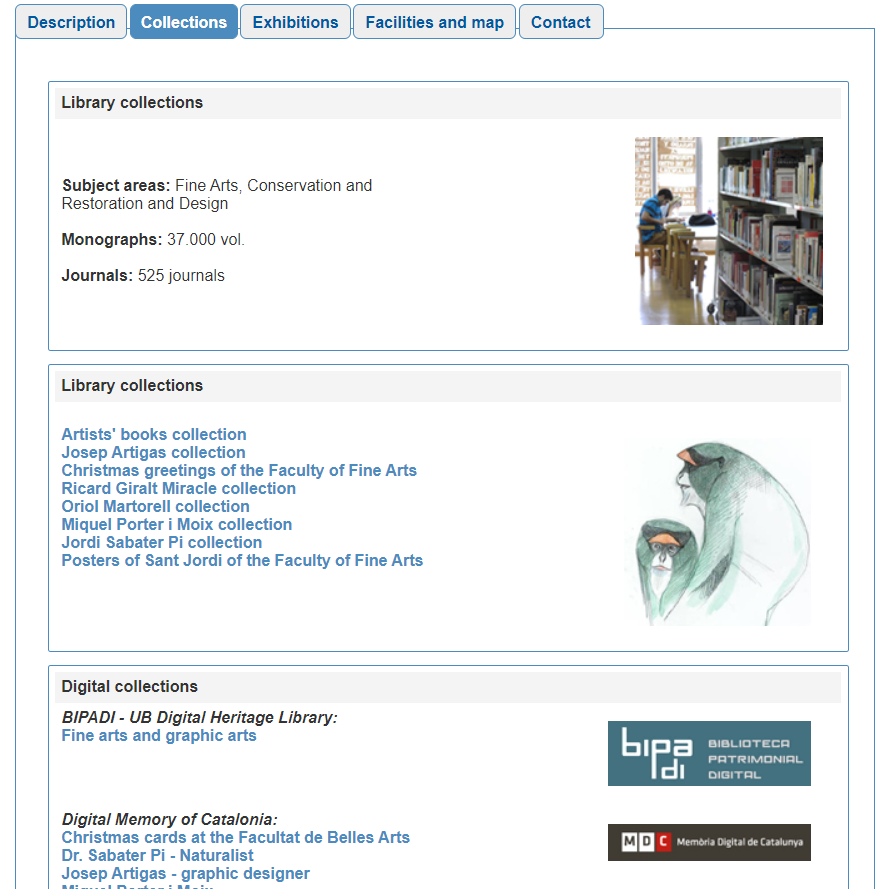 Description
Collections
Exhibitions
Facilities and map
Contact
Library collections
Subject areas: Fine Arts, Conservation and
Restoration and Design
Monographs: 37.000 vol.
Journals: 525 journals
Library collections
Artists' books collection
Josep Artigas collection
Christmas greetings of the Faculty of Fine Arts
Ricard Giralt Miracle collection
Oriol Martorell collection
Miquel Porter i Moix collection
Jordi Sabater Pi collection
Posters of Sant Jordi of the Faculty of Fine Arts
Digital collections
BIPADI - UB Digital Heritage Library:
Fine arts and graphic arts
bipa
di
BIBLIOTECA
PATRIMONIAL
DIGITAL
Digital Memory of Catalonia:
Christmas cards at the Facultat de Belles Arts
Dr. Sabater Pi - Naturalist
Josep Artigas - graphic designer
Miquel Porter i Moix
MDC Memòria Digital de Catalunya